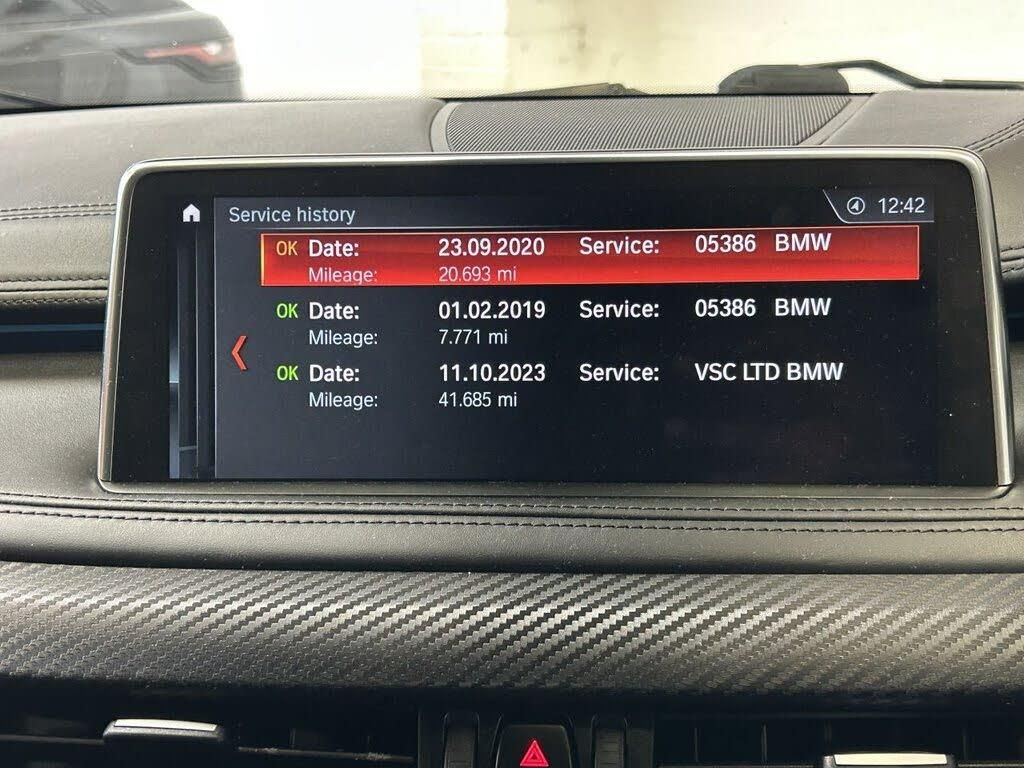 Service history 12:42
OK Date: 23.09.2020 Service: 05386 BMW
Mileage: 20.693 mi
OK Date: 01.02.2019 Service: 05386 BMW
Mileage: 7.771 mi
OK Date: 11.10.2023 Service: VSC LTD BMW
Mileage: 41.685 mi